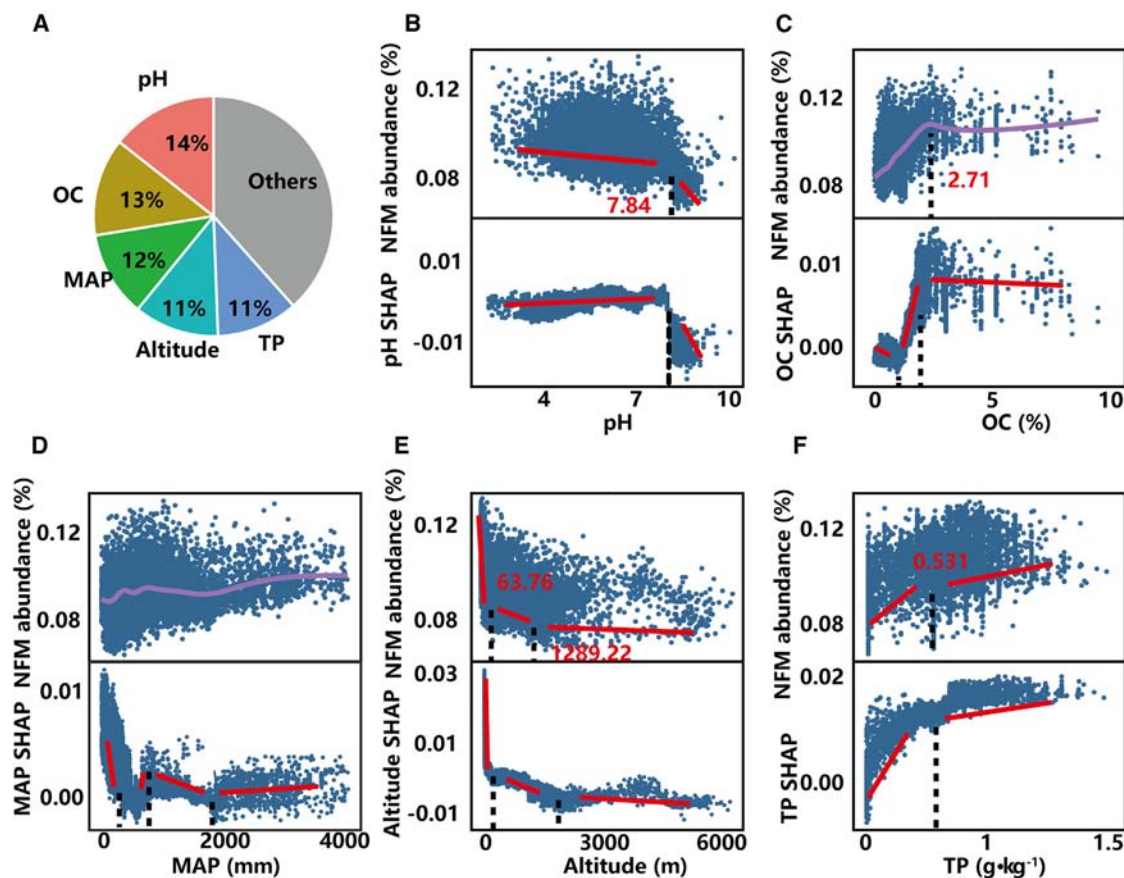 A
pH
14%
OC
13%
MAP
12%
Altitude
11%
TP
11%
Others
B
NFM abundance (%)
0.12
0.08
7.84
pH SHAP
0.01
-0.01
4 7 10
pH
C
NFM abundance (%)
0.12
0.08
2.71
OC SHAP
0.01
0.00
0 5 10
OC (%)
D
NFM abundance (%)
0.12
0.08
MAP SHAP
0.01
0.00
0 2000 4000
MAP (mm)
E
NFM abundance (%)
0.12
0.08
63.76
1289.22
Altitude SHAP
0.03
0.01
-0.01
0 3000 6000
Altitude (m)
F
NFM abundance (%)
0.12
0.08
0.531
TP SHAP
0.02
0.00
0 1 1.5
TP (g•kg⁻¹)